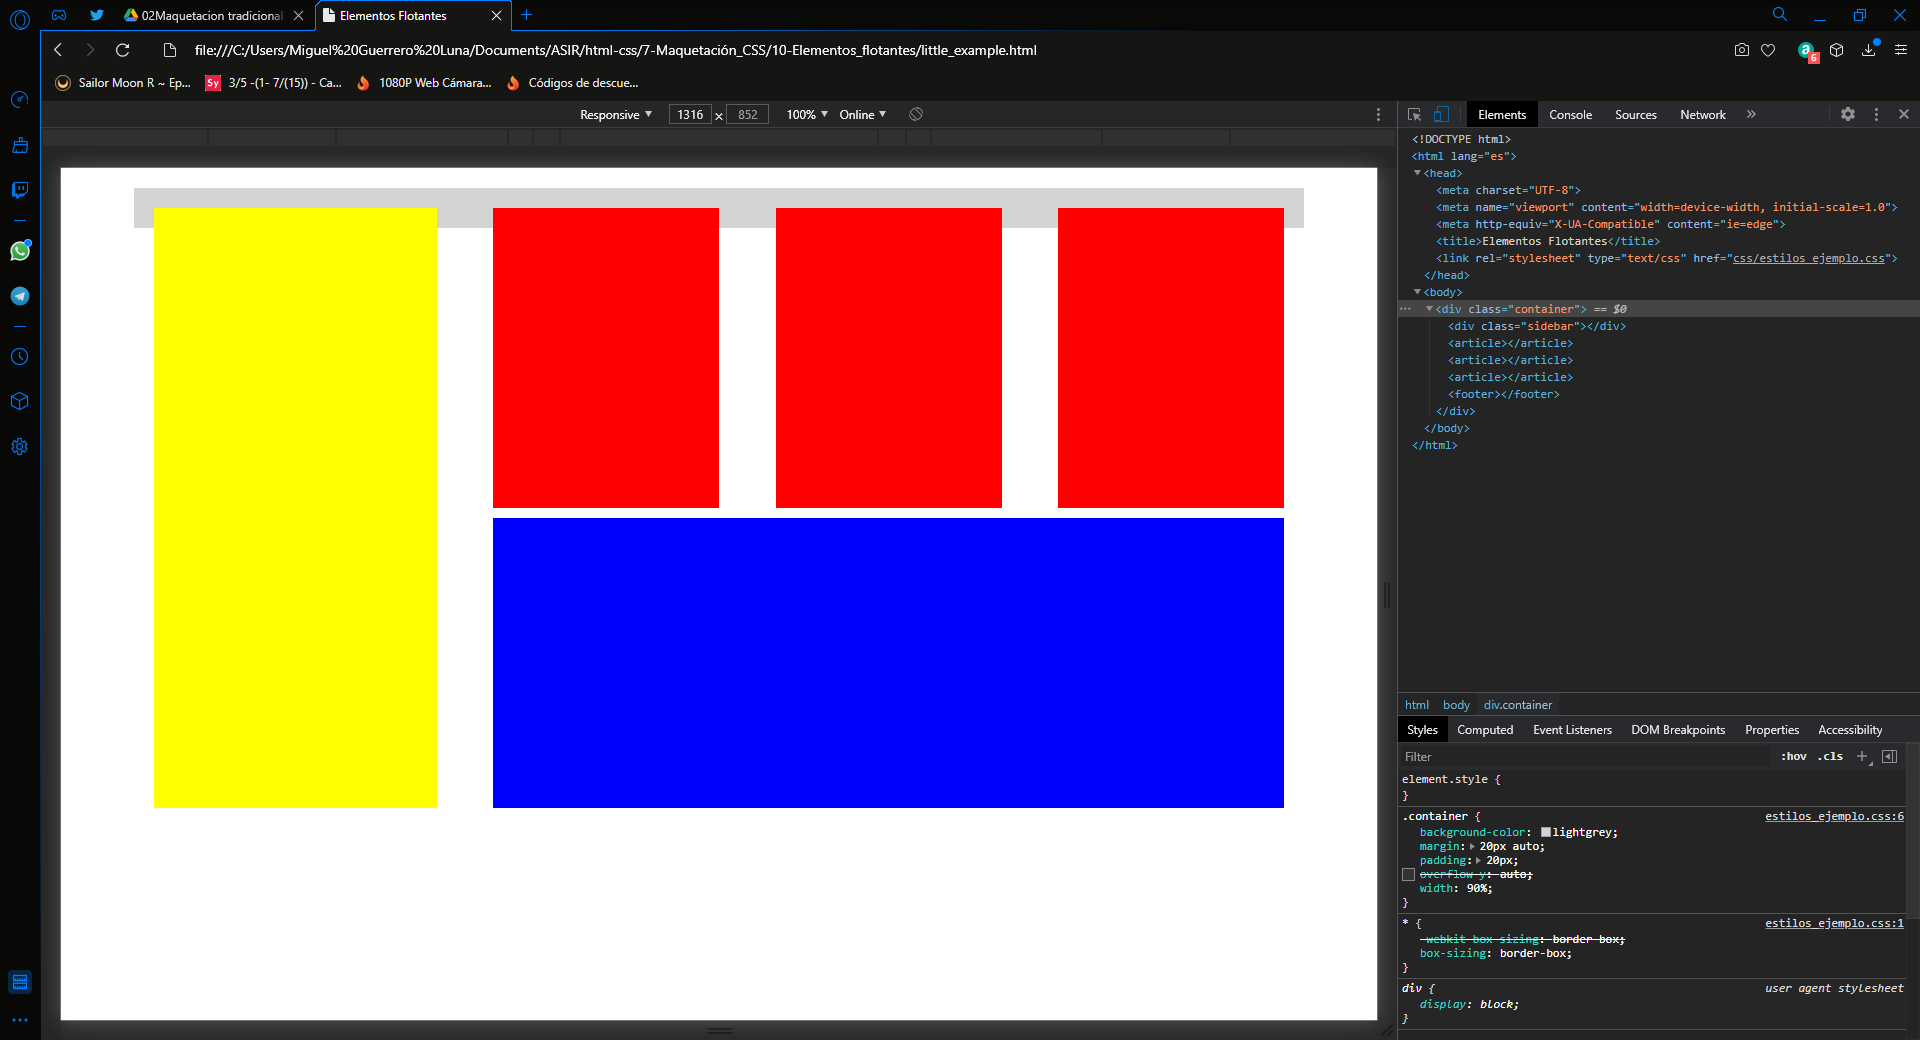 02Maquetacion tradicional
Elementos Flotantes
file:///C:/Users/Miguel%20Guerrero%20Luna/Documents/ASIR/html-css/7-Maquetación_CSS/10-Elementos_flotantes/little_example.html
6
Sailor Moon R ~ Ep...
Sy
3/5 -(1- 7/(15)) - Ca...
1080P Web Cámara...
Códigos de descue...
Responsive
1316 × 852
100%
Online
Elements
Console
Sources
Network
<!DOCTYPE html>
<html lang="es">
<head>
<meta charset="UTF-8">
<meta name="viewport" content="width=device-width, initial-scale=1.0">
<meta http-equiv="X-UA-Compatible" content="ie=edge">
<title>Elementos Flotantes</title>
<link rel="stylesheet" type="text/css" href="css/estilos_ejemplo.css">
</head>
<body>
<div class="container"> == $0
<div class="sidebar"></div>
<article></article>
<article></article>
<article></article>
<footer></footer>
</div>
</body>
</html>
html
body
div.container
Styles
Computed
Event Listeners
DOM Breakpoints
Properties
Accessibility
Filter
:hov .cls
element.style {
}
.container { estilos_ejemplo.css:6
background-color: lightgrey;
margin: 20px auto;
padding: 20px;
overflow-y: auto;
width: 90%;
}
* { estilos_ejemplo.css:1
-webkit-box-sizing: border-box;
box-sizing: border-box;
}
div { user agent stylesheet
display: block;
}